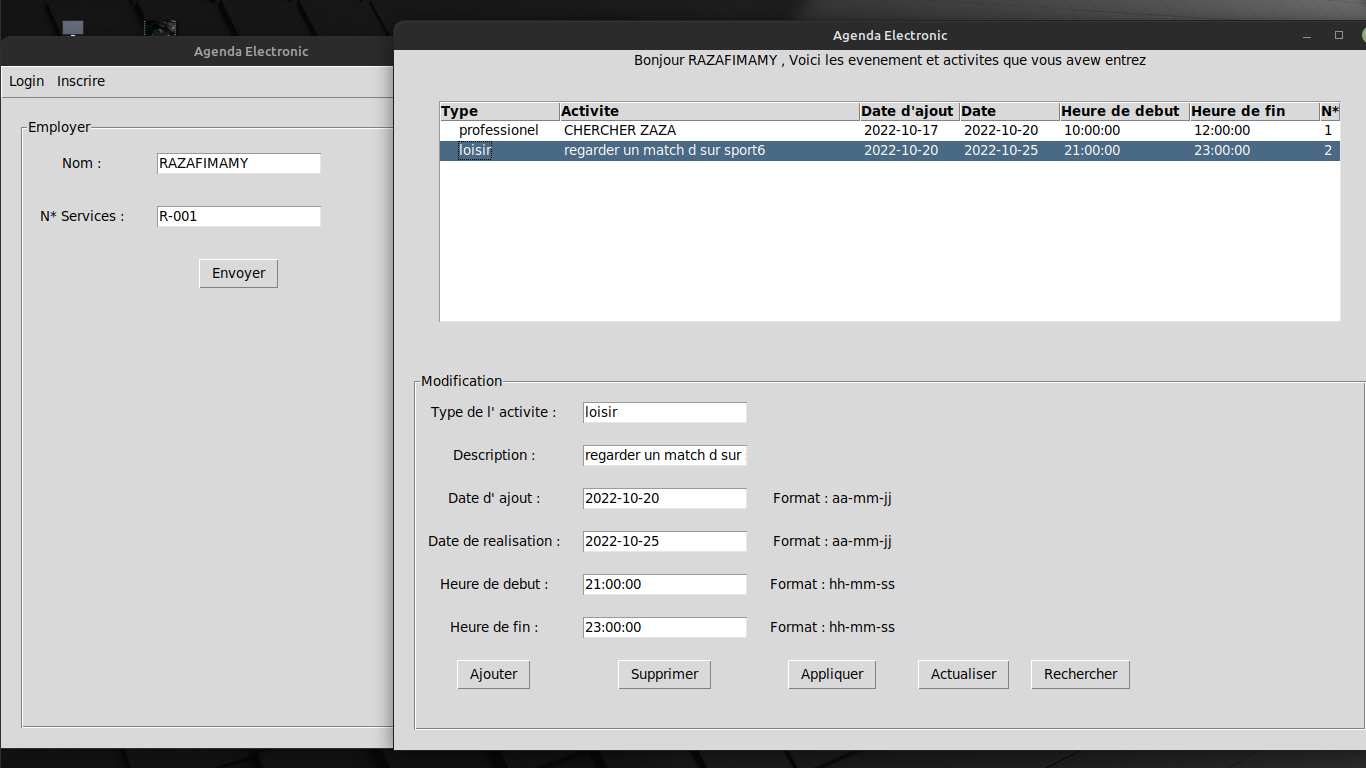 Agenda Electronic
Login Inscrire
Employer
Nom : RAZAFIMAMY
N* Services : R-001
Envoyer
Agenda Electronic
Bonjour RAZAFIMAMY , Voici les evenement et activites que vous avew entrez
Type Activite Date d'ajout Date Heure de debut Heure de fin N*
professionel CHERCHER ZAZA 2022-10-17 2022-10-20 10:00:00 12:00:00 1
loisir regarder un match d sur sport6 2022-10-20 2022-10-25 21:00:00 23:00:00 2
Modification
Type de l' activite : loisir
Description : regarder un match d sur
Date d' ajout : 2022-10-20 Format : aa-mm-jj
Date de realisation : 2022-10-25 Format : aa-mm-jj
Heure de debut : 21:00:00 Format : hh-mm-ss
Heure de fin : 23:00:00 Format : hh-mm-ss
Ajouter Supprimer Appliquer Actualiser Rechercher